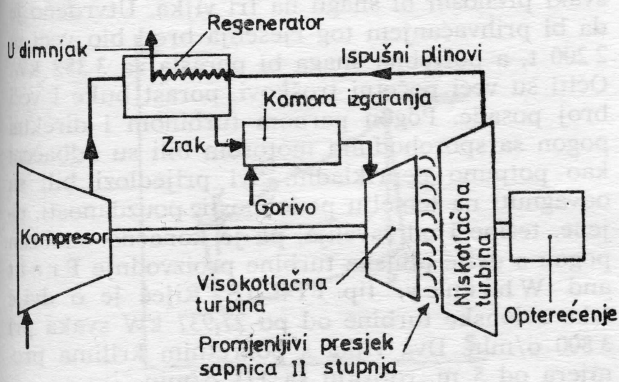 Regenerator
U dimnjak
Ispušni plinovi
Komora izgaranja
Zrak
Gorivo
Kompresor
Visokotlačna
turbina
Niskotlačna
turbina
Opterećenje
Promjenljivi presjek
sapnica II stupnja